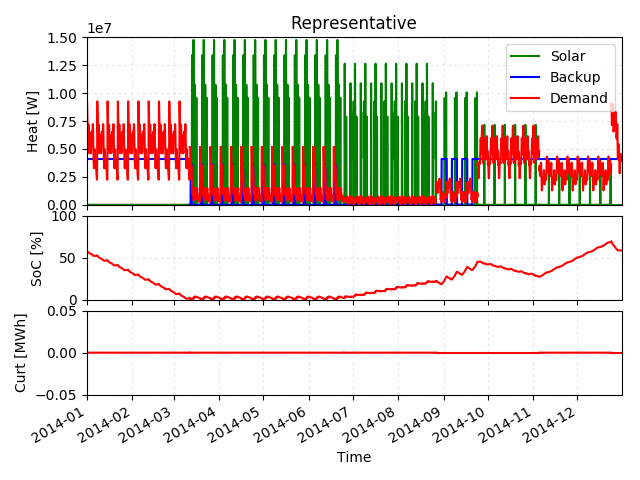 Representative
1e7
1.50
1.25
1.00
0.75
0.50
0.25
0.00
Heat [W]
Solar
Backup
Demand
100
50
0
SoC [%]
0.05
0.00
−0.05
Curt [MWh]
2014-01
2014-02
2014-03
2014-04
2014-05
2014-06
2014-07
2014-08
2014-09
2014-10
2014-11
2014-12
Time